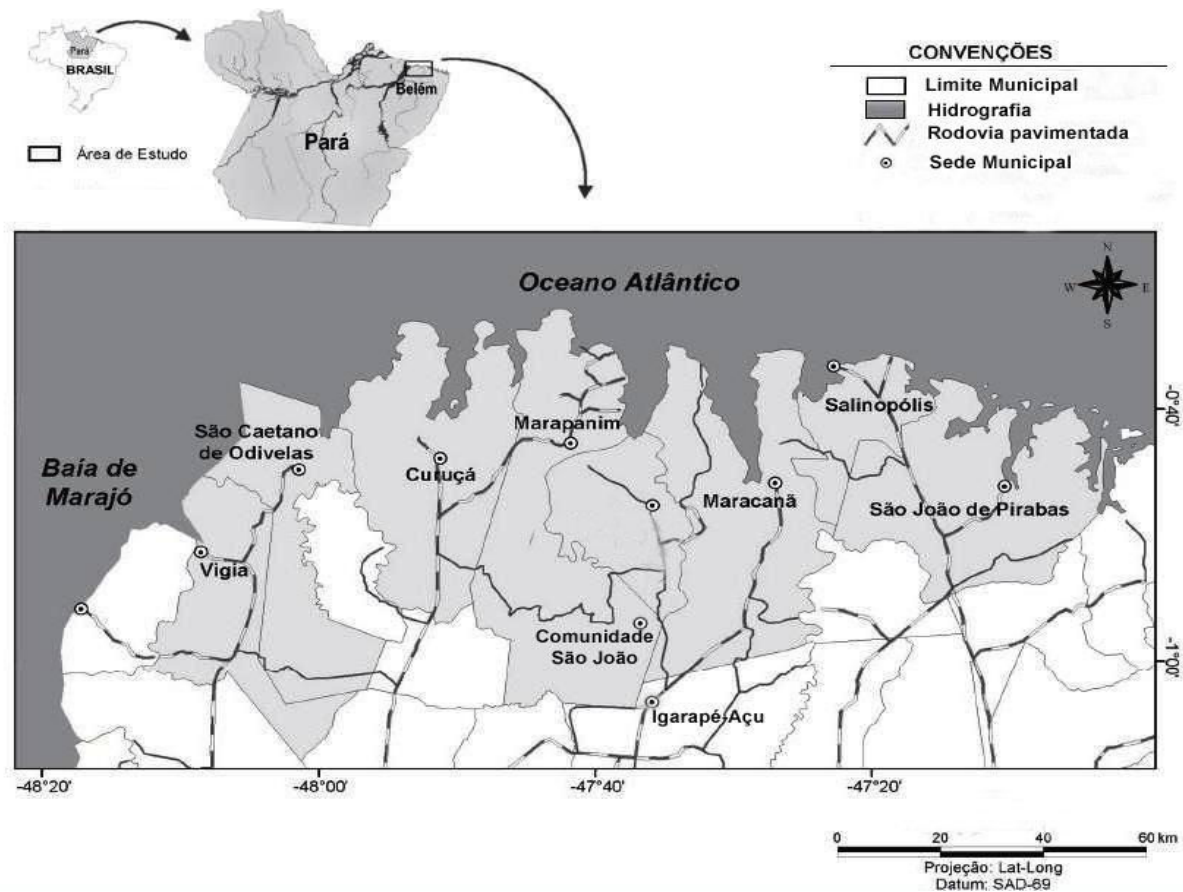 Pará
BRASIL
Área de Estudo
Belém
Pará
CONVENÇÕES
Limite Municipal
Hidrografia
Rodovia pavimentada
Sede Municipal
Oceano Atlântico
N
W
E
S
Baía de
Marajó
São Caetano
de Odivelas
Vigia
Curuçá
Marapanim
Maracanã
Salinopólis
São João de Pirabas
Comunidade
São João
Igarapé-Açu
-0°40
-1°00
-48°20
-48°00
-47°40
-47°20
0 20 40 60 km
Projeção: Lat-Long
Datum: SAD-69